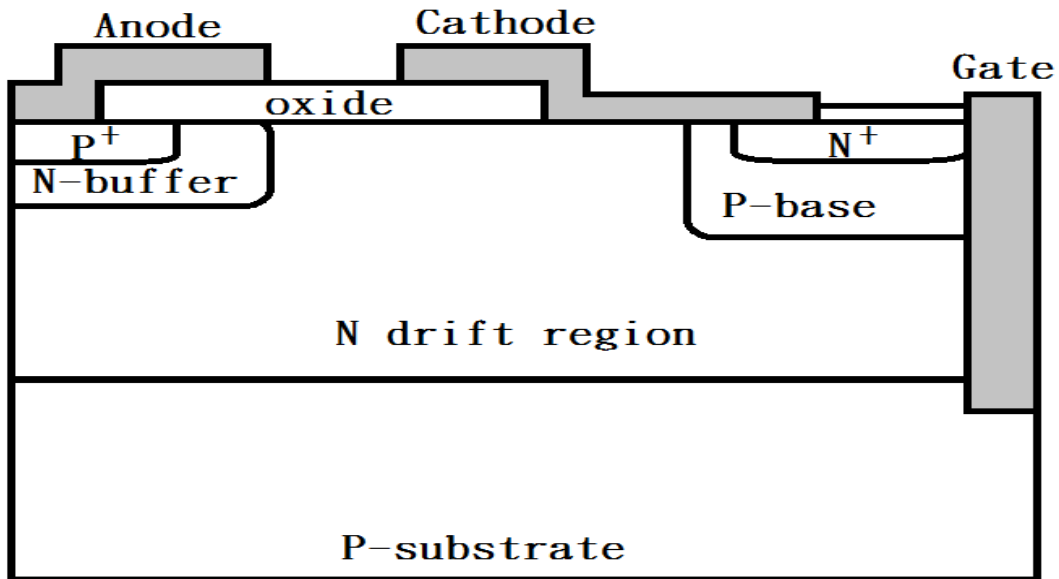 Anode
Cathode
Gate
oxide
P+
N+
N-buffer
P-base
N drift region
P-substrate